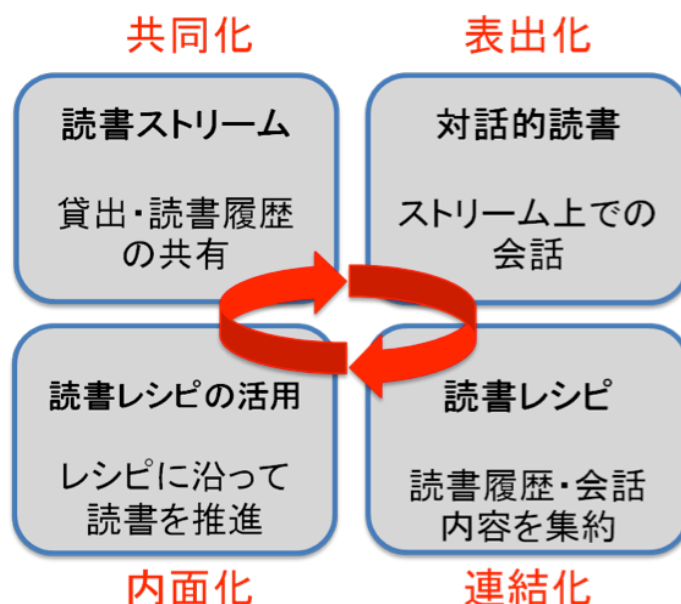 共同化
表出化
読書ストリーム
貸出・読書履歴
の共有
対話的読書
ストリーム上での
会話
読書レシピの活用
レシピに沿って
読書を推進
読書レシピ
読書履歴・会話
内容を集約
内面化
連結化